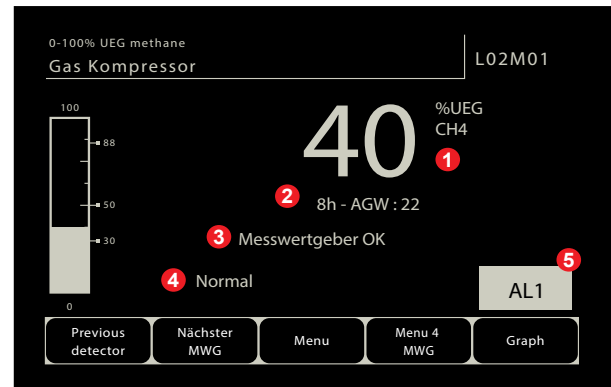 0-100% UEG methane
Gas Kompressor
L02M01
100
88
50
30
0
40
%UEG
CH4
1
2
8h - AGW : 22
3
Messwertgeber OK
4
Normal
5
AL1
Previous
detector
Nächster
MWG
Menu
Menu 4
MWG
Graph